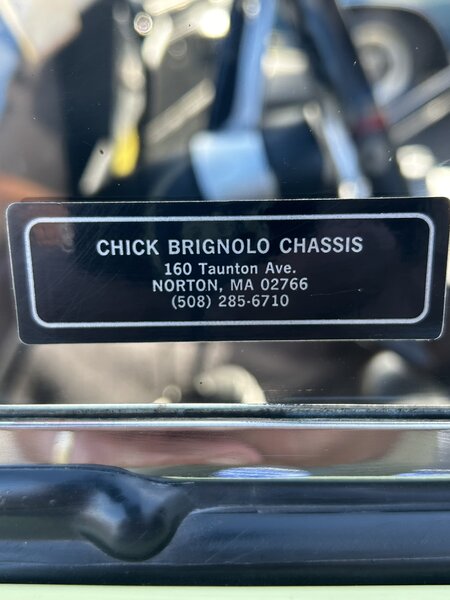 CHICK BRIGNOLO CHASSIS
160 Taunton Ave.
NORTON, MA 02766
(508) 285-6710